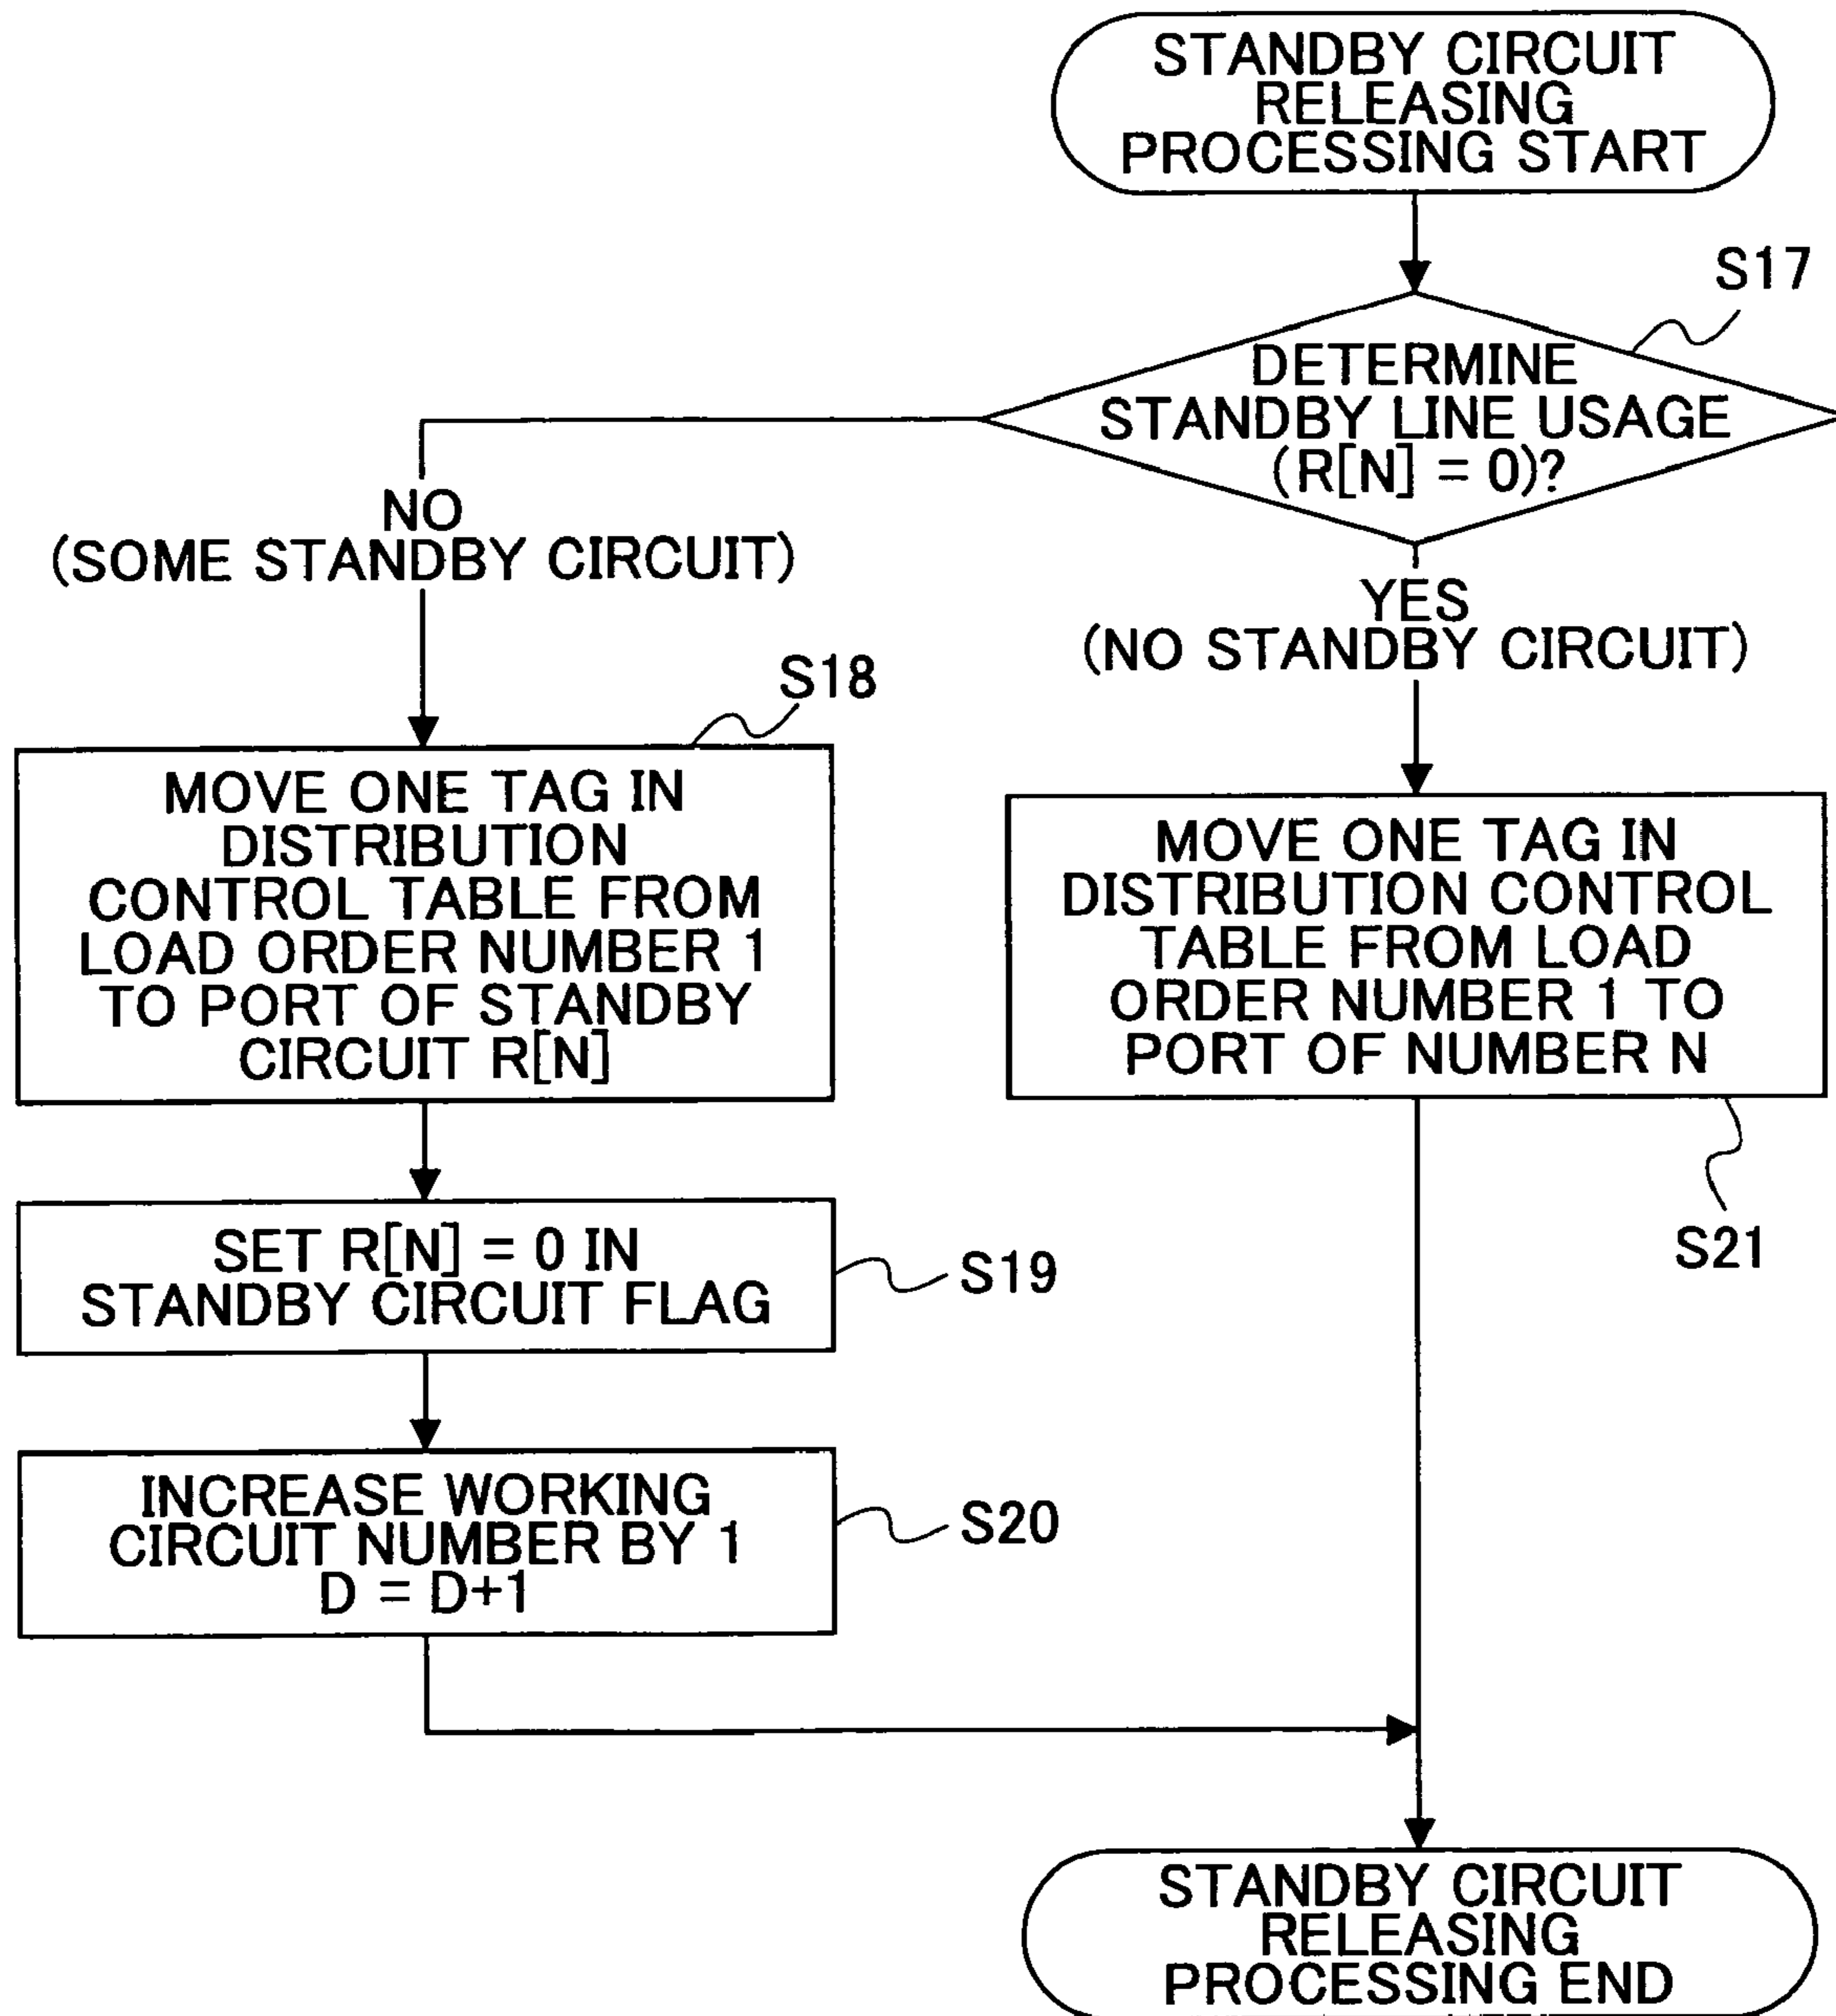 STANDBY CIRCUIT
RELEASING
PROCESSING START
S17
DETERMINE
STANDBY LINE USAGE
(R[N] = 0)?
NO
(SOME STANDBY CIRCUIT)
YES
(NO STANDBY CIRCUIT)
S18
MOVE ONE TAG IN
DISTRIBUTION
CONTROL TABLE FROM
LOAD ORDER NUMBER 1
TO PORT OF STANDBY
CIRCUIT R[N]
MOVE ONE TAG IN
DISTRIBUTION CONTROL
TABLE FROM LOAD
ORDER NUMBER 1 TO
PORT OF NUMBER N
S21
SET R[N] = 0 IN
STANDBY CIRCUIT FLAG
S19
INCREASE WORKING
CIRCUIT NUMBER BY 1
D = D+1
S20
STANDBY CIRCUIT
RELEASING
PROCESSING END